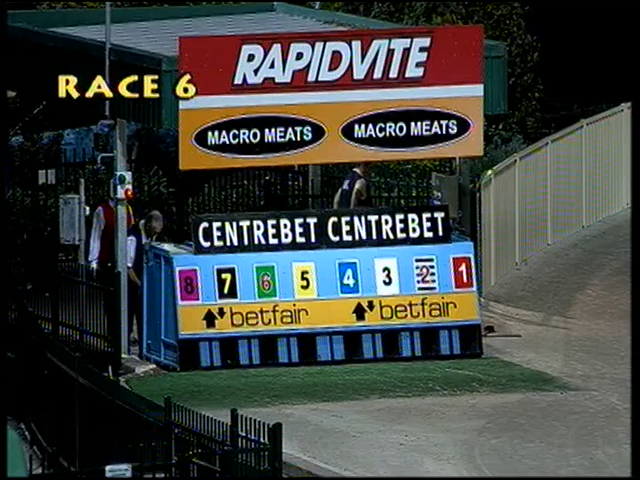 RAPIDVITE
RACE 6
MACRO MEATS MACRO MEATS
CENTREBET CENTREBET
8 7 6 5 4 3 2 1
betfair betfair